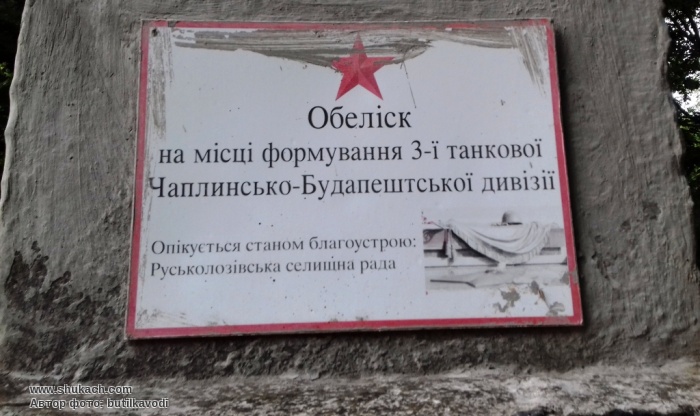 Обеліск
на місці формування 3-ї танкової
Чаплинсько-Будапештської дивізії
Опікується станом благоустрою:
Руськолозівська селищна рада
www.shukach.com
Автор фото: butilkavodi